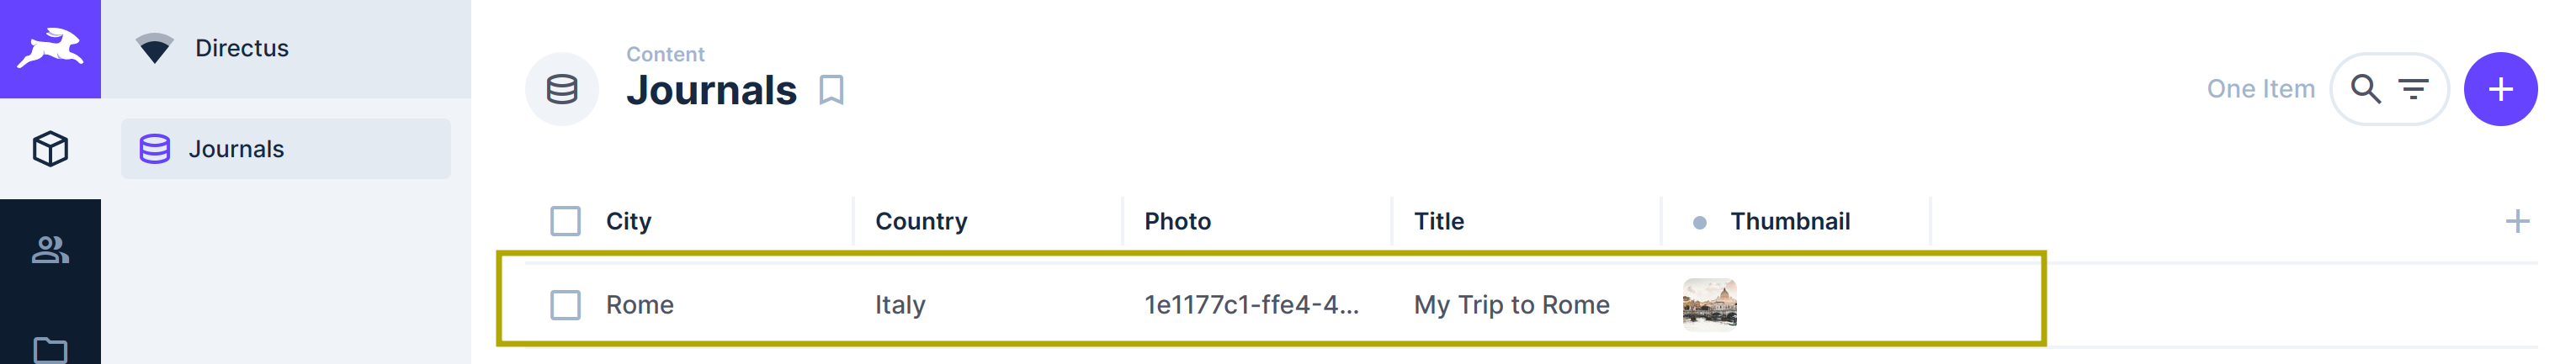 Directus
Journals
Content
Journals
One Item
City Country Photo Title Thumbnail
Rome Italy 1e1177c1-ffe4-4... My Trip to Rome